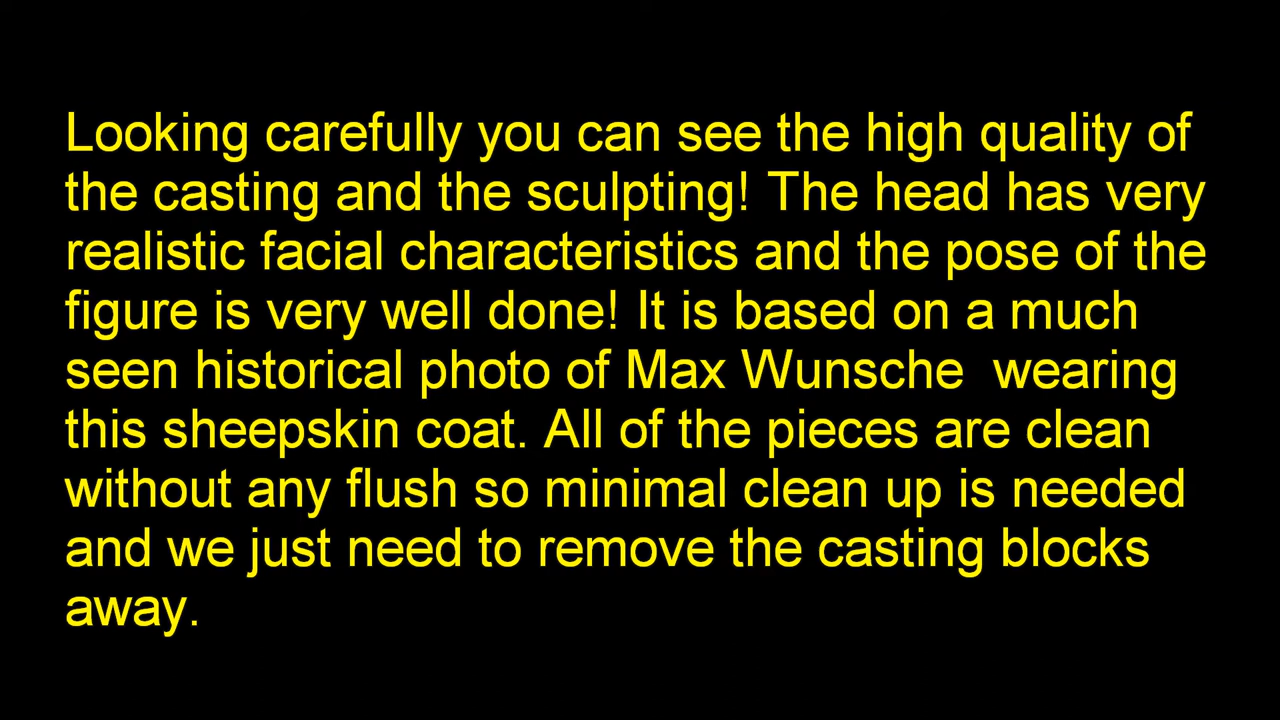 Looking carefully you can see the high quality of
the casting and the sculpting! The head has very
realistic facial characteristics and the pose of the
figure is very well done! It is based on a much
seen historical photo of Max Wunsche  wearing
this sheepskin coat. All of the pieces are clean
without any flush so minimal clean up is needed
and we just need to remove the casting blocks
away.